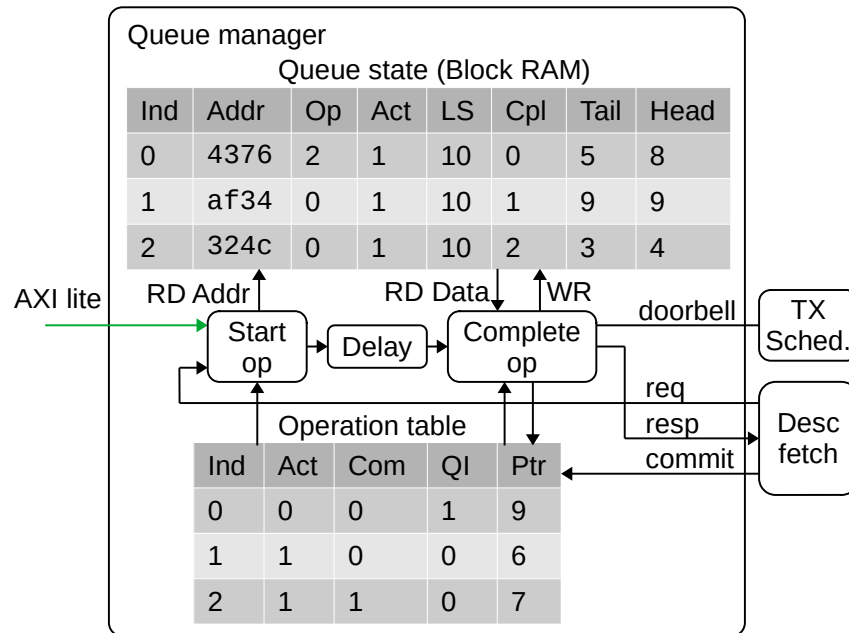 Queue manager
Queue state (Block RAM)
Ind Addr Op Act LS Cpl Tail Head
0 4376 2 1 10 0 5 8
1 af34 0 1 10 1 9 9
2 324c 0 1 10 2 3 4
AXI lite
RD Addr
RD Data
WR
doorbell
TX
Sched.
Start
op
Delay
Complete
op
req
resp
commit
Desc
fetch
Operation table
Ind Act Com QI Ptr
0 0 0 1 9
1 1 0 0 6
2 1 1 0 7